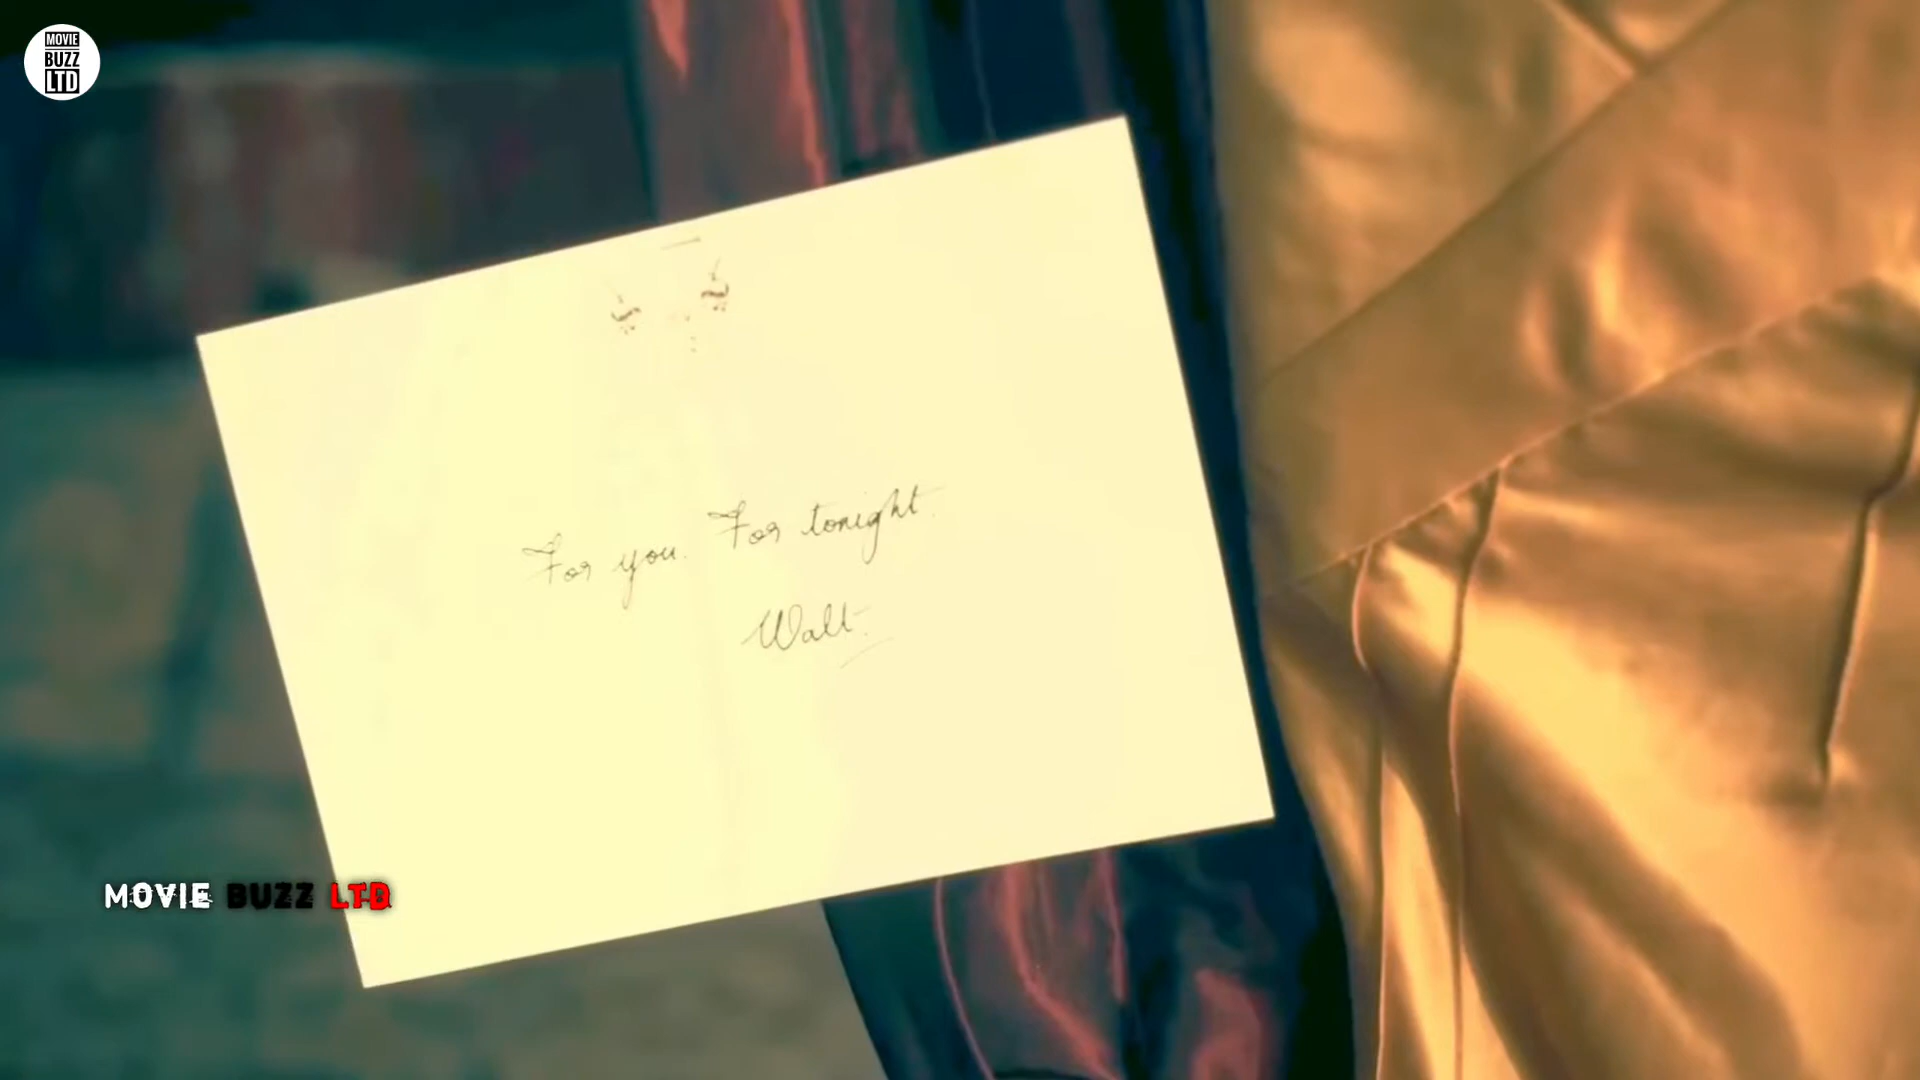 MOVIE
BUZZ
LTD
For you. For tonight.
Walt.
MOVIE BUZZ LTD